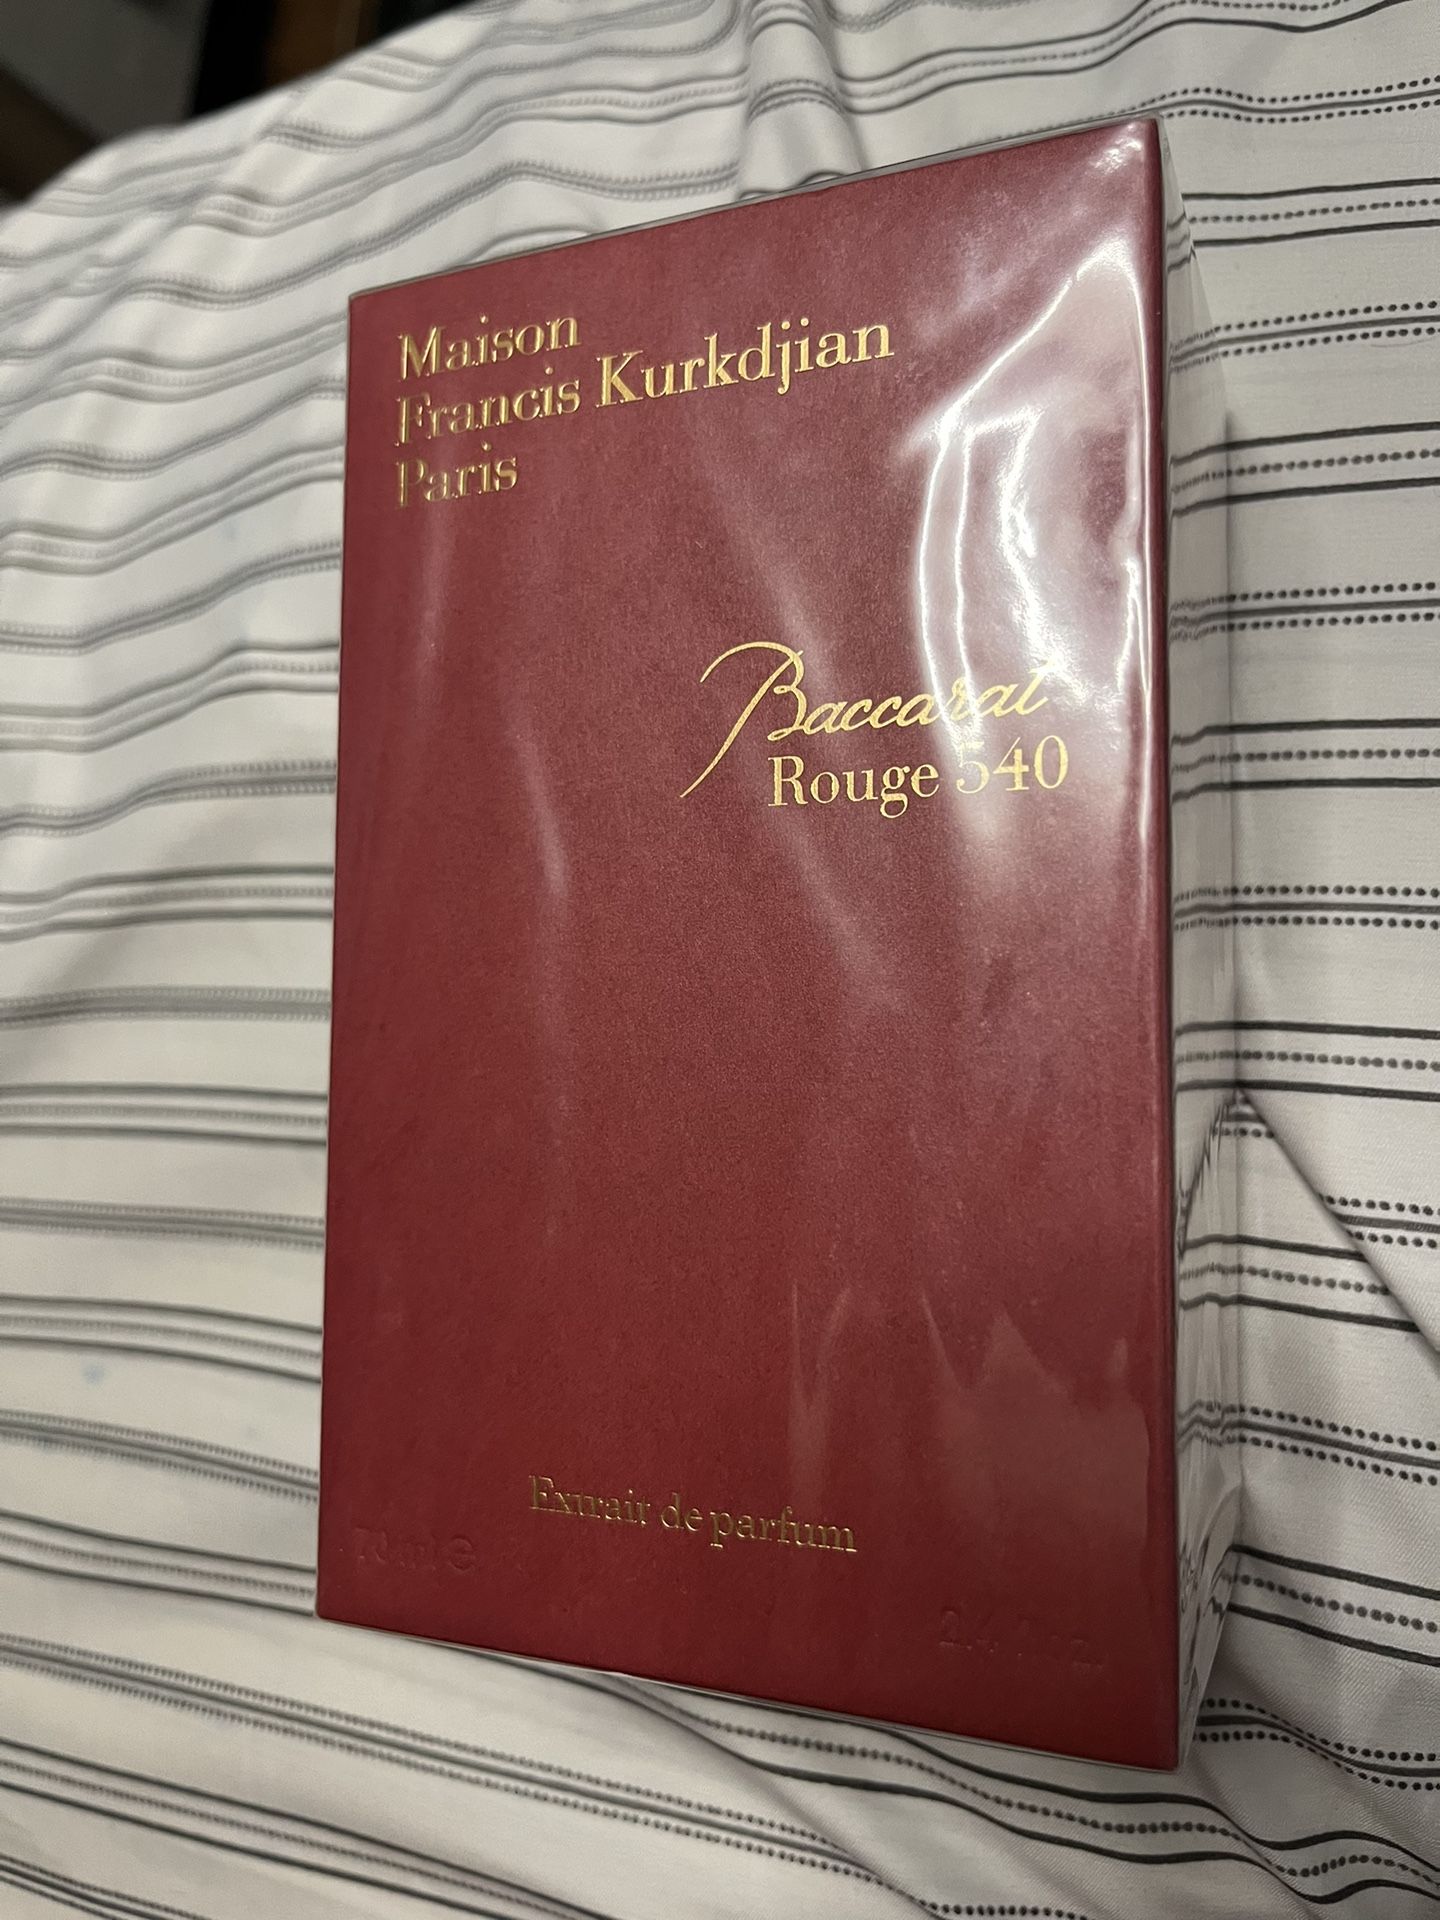 Maison
Francis Kurkdjian
Paris
Baccarat
Rouge 540
Extrait de parfum